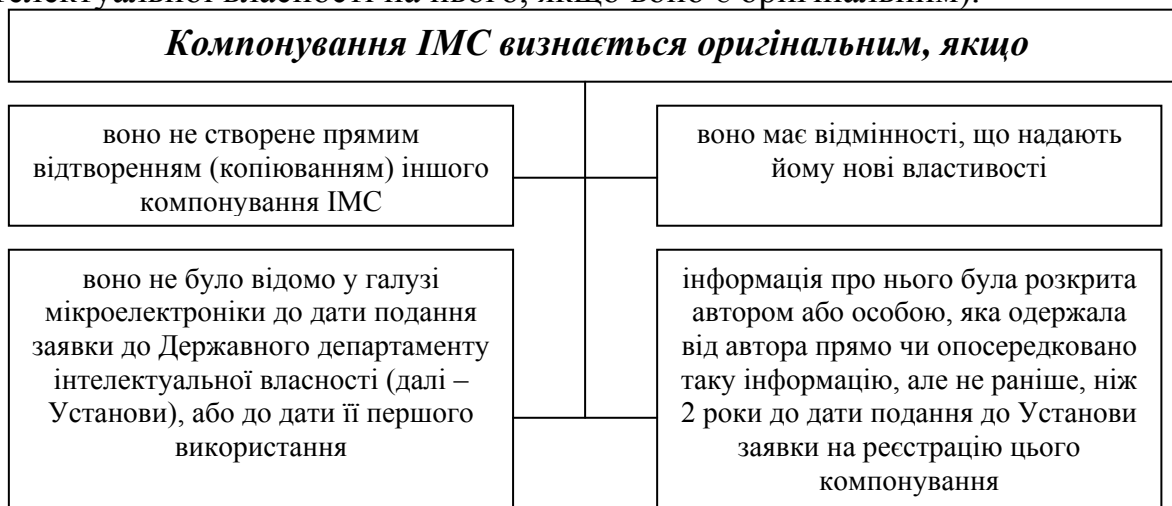 телектуальної власності на нього, якщо воно є оригінальним).
Компонування ІМС визнається оригінальним, якщо
воно не створене прямим
відтворенням (копіюванням) іншого
компонування ІМС
воно має відмінності, що надають
йому нові властивості
воно не було відомо у галузі
мікроелектроніки до дати подання
заявки до Державного департаменту
інтелектуальної власності (далі –
Установи), або до дати її першого
використання
інформація про нього була розкрита
автором або особою, яка одержала
від автора прямо чи опосередковано
таку інформацію, але не раніше, ніж
2 роки до дати подання до Установи
заявки на реєстрацію цього
компонування